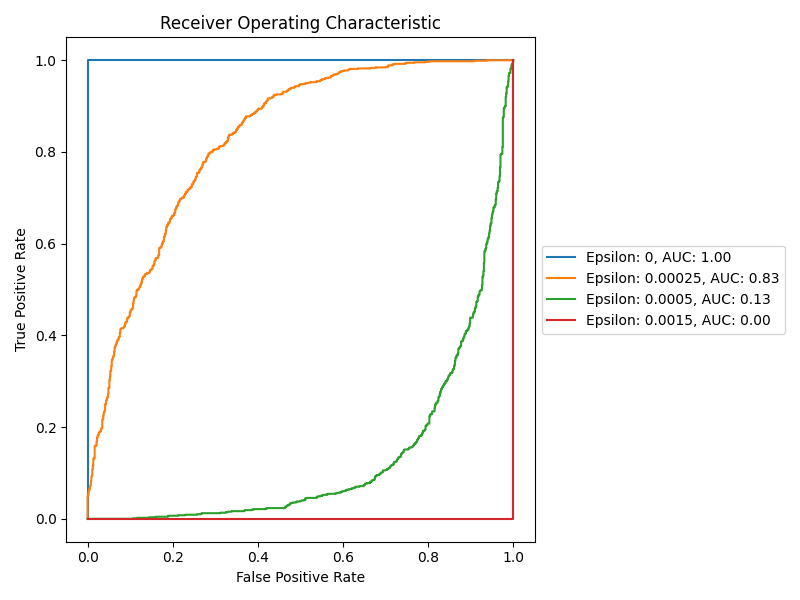 Receiver Operating Characteristic
True Positive Rate
1.0
0.8
0.6
0.4
0.2
0.0
0.0 0.2 0.4 0.6 0.8 1.0
False Positive Rate
Epsilon: 0, AUC: 1.00
Epsilon: 0.00025, AUC: 0.83
Epsilon: 0.0005, AUC: 0.13
Epsilon: 0.0015, AUC: 0.00